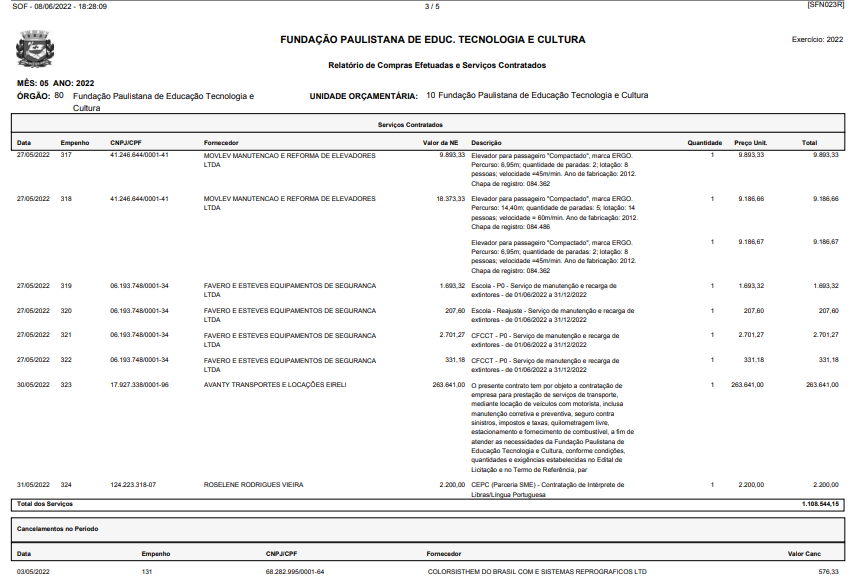 SOF - 08/06/2022 - 18:28:09 3 / 5 [SFN023R]
FUNDAÇÃO PAULISTANA DE EDUC. TECNOLOGIA E CULTURA Exercício: 2022
Relatório de Compras Efetuadas e Serviços Contratados
MÊS: 05 ANO: 2022
ÓRGÃO: 80 Fundação Paulistana de Educação Tecnologia e Cultura UNIDADE ORÇAMENTÁRIA: 10 Fundação Paulistana de Educação Tecnologia e Cultura
Serviços Contratados
Data Empenho CNPJ/CPF Fornecedor Valor da NE Descrição Quantidade Preço Unit. Total
27/05/2022 317 41.246.644/0001-41 MOVLEV MANUTENCAO E REFORMA DE ELEVADORES 9.893,33 Elevador para passageiro "Compactado", marca ERGO. 1 9.893,33 9.893,33
LTDA Percurso: 6,95m; quantidade de paradas: 2; lotação: 8
pessoas; velocidade =45m/min. Ano de fabricação: 2012.
Chapa de registro: 084.362
27/05/2022 318 41.246.644/0001-41 MOVLEV MANUTENCAO E REFORMA DE ELEVADORES 18.373,33 Elevador para passageiro "Compactado", marca ERGO. 1 9.186,66 9.186,66
LTDA Percurso: 14,40m; quantidade de paradas: 5; lotação: 14
pessoas; velocidade = 60m/min. Ano de fabricação: 2012.
Chapa de registro: 084.486
Elevador para passageiro "Compactado", marca ERGO. 1 9.186,67 9.186,67
Percurso: 6,95m; quantidade de paradas: 2; lotação: 8
pessoas; velocidade =45m/min. Ano de fabricação: 2012.
Chapa de registro: 084.362
27/05/2022 319 06.193.748/0001-34 FAVERO E ESTEVES EQUIPAMENTOS DE SEGURANCA 1.693,32 Escola - P0 - Serviço de manutenção e recarga de 1 1.693,32 1.693,32
LTDA extintores - de 01/06/2022 a 31/12/2022
27/05/2022 320 06.193.748/0001-34 FAVERO E ESTEVES EQUIPAMENTOS DE SEGURANCA 207,60 Escola - Reajuste - Serviço de manutenção e recarga de 1 207,60 207,60
LTDA extintores - de 01/06/2022 a 31/12/2022
27/05/2022 321 06.193.748/0001-34 FAVERO E ESTEVES EQUIPAMENTOS DE SEGURANCA 2.701,27 CFCCT - P0 - Serviço de manutenção e recarga de 1 2.701,27 2.701,27
LTDA extintores - de 01/06/2022 a 31/12/2022
27/05/2022 322 06.193.748/0001-34 FAVERO E ESTEVES EQUIPAMENTOS DE SEGURANCA 331,18 CFCCT - P0 - Serviço de manutenção e recarga de 1 331,18 331,18
LTDA extintores - de 01/06/2022 a 31/12/2022
30/05/2022 323 17.927.338/0001-96 AVANTY TRANSPORTES E LOCAÇÕES EIRELI 263.641,00 O presente contrato tem por objeto a contratação de 1 263.641,00 263.641,00
empresa para prestação de serviços de transporte,
mediante locação de veículos com motorista, inclusa
manutenção corretiva e preventiva, seguro contra
sinistros, impostos e taxas, quilometragem livre,
estacionamento e fornecimento de combustível, a fim de
atender as necessidades da Fundação Paulistana de
Educação Tecnologia e Cultura, conforme condições,
quantidades e exigências estabelecidas no Edital de
Licitação e no Termo de Referência, par
31/05/2022 324 124.223.318-07 ROSELENE RODRIGUES VIEIRA 2.200,00 CEPC (Parceria SME) - Contratação de Intérprete de 1 2.200,00 2.200,00
Libras/Língua Portuguesa
Total dos Serviços 1.108.544,15
Cancelamentos no Período
Data Empenho CNPJ/CPF Fornecedor Valor Canc
03/05/2022 131 68.282.995/0001-64 COLORSISTHEM DO BRASIL COM E SISTEMAS REPROGRAFICOS LTD 576,33